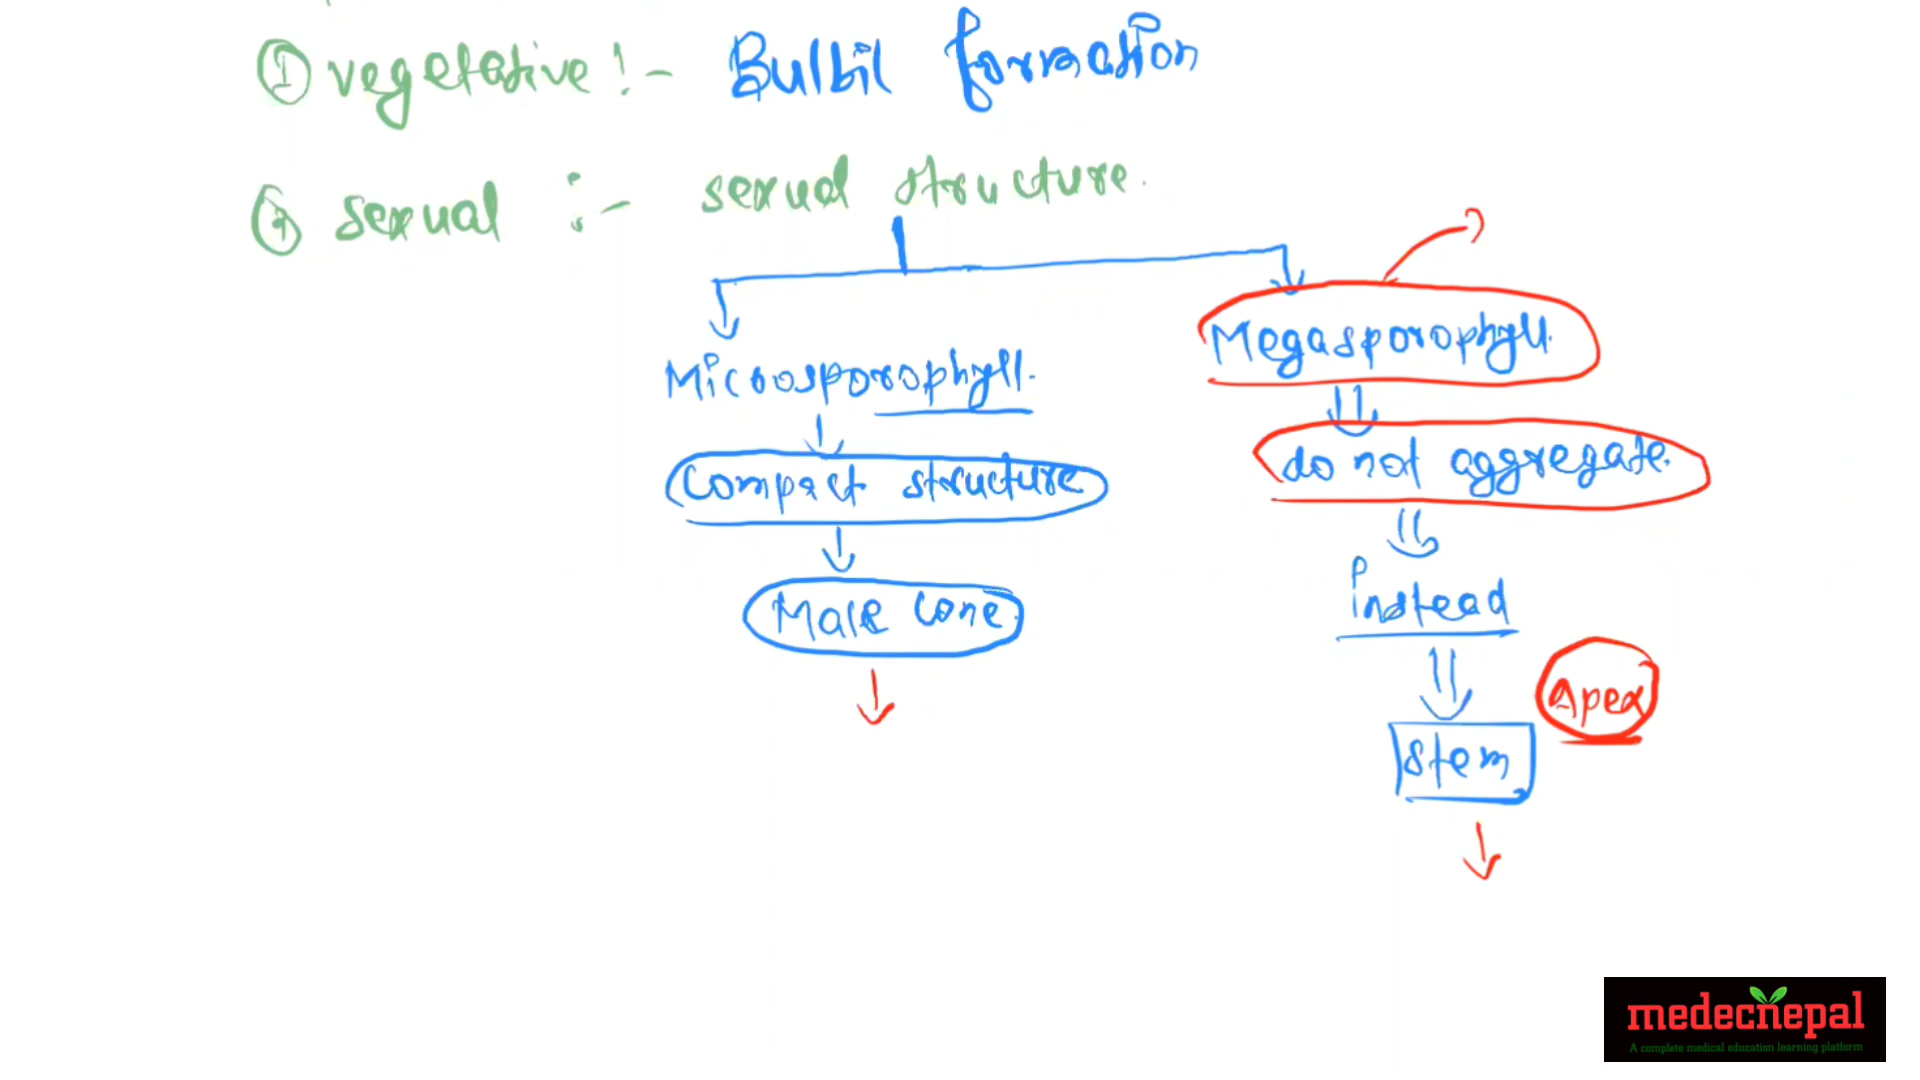 ① vegetative :- Bulbil formation
② sexual :- sexual structure.
Microsporophyll.
Compact structure
Male Cone.
Megasporophyll.
do not aggregate.
Instead
Stem
Apex
medecnepal
A complete medical education learning platform